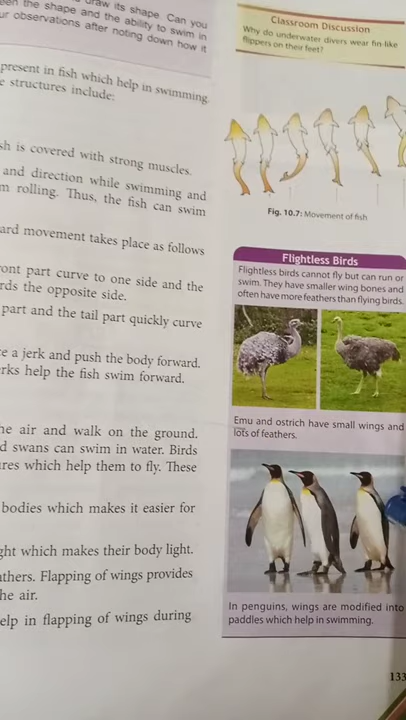 draw its shape. Can you
een the shape and the ability to swim in
ur observations after noting down how it
present in fish which help in swimming.
e structures include:
sh is covered with strong muscles.
and direction while swimming and
m rolling. Thus, the fish can swim
ard movement takes place as follows
ront part curve to one side and the
rds the opposite side.
part and the tail part quickly curve
e a jerk and push the body forward.
rks help the fish swim forward.
he air and walk on the ground.
d swans can swim in water. Birds
ures which help them to fly. These
bodies which makes it easier for
ght which makes their body light.
athers. Flapping of wings provides
he air.
elp in flapping of wings during
Classroom Discussion
Why do underwater divers wear fin-like
flippers on their feet?
Fig. 10.7: Movement of fish
Flightless Birds
Flightless birds cannot fly but can run or
swim. They have smaller wing bones and
often have more feathers than flying birds.
Emu and ostrich have small wings and
lots of feathers.
In penguins, wings are modified into
paddles which help in swimming.
133